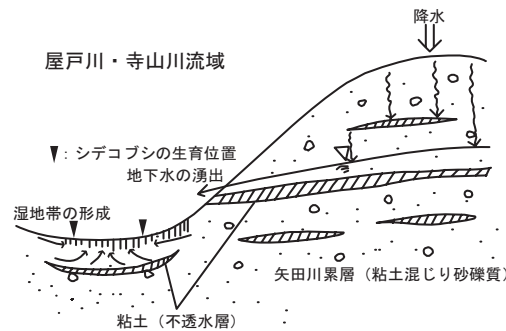 降水
屋戸川・寺山川流域
▼：シデコブシの生育位置
地下水の湧出
湿地帯の形成
矢田川累層（粘土混じり砂礫質）
粘土（不透水層）